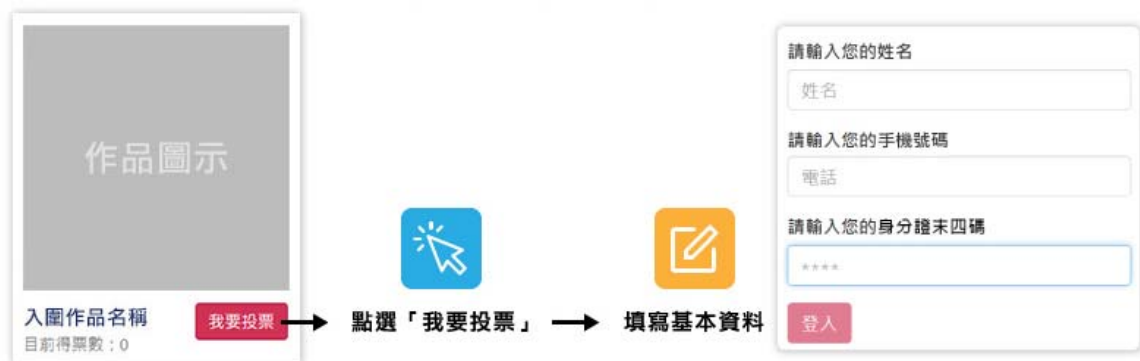 作品圖示
入圍作品名稱
目前得票數：0
我要投票
點選「我要投票」
填寫基本資料
請輸入您的姓名
姓名
請輸入您的手機號碼
電話
請輸入您的身分證末四碼
****
登入